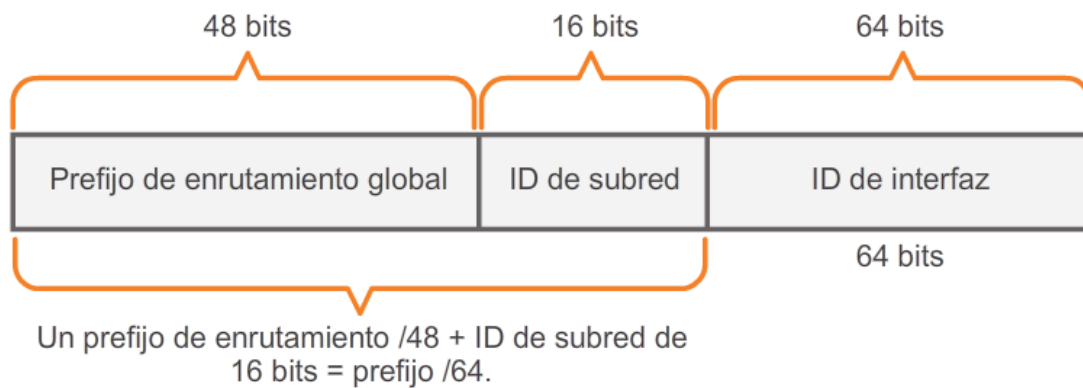 48 bits
16 bits
64 bits
Prefijo de enrutamiento global
ID de subred
ID de interfaz
64 bits
Un prefijo de enrutamiento /48 + ID de subred de
16 bits = prefijo /64.